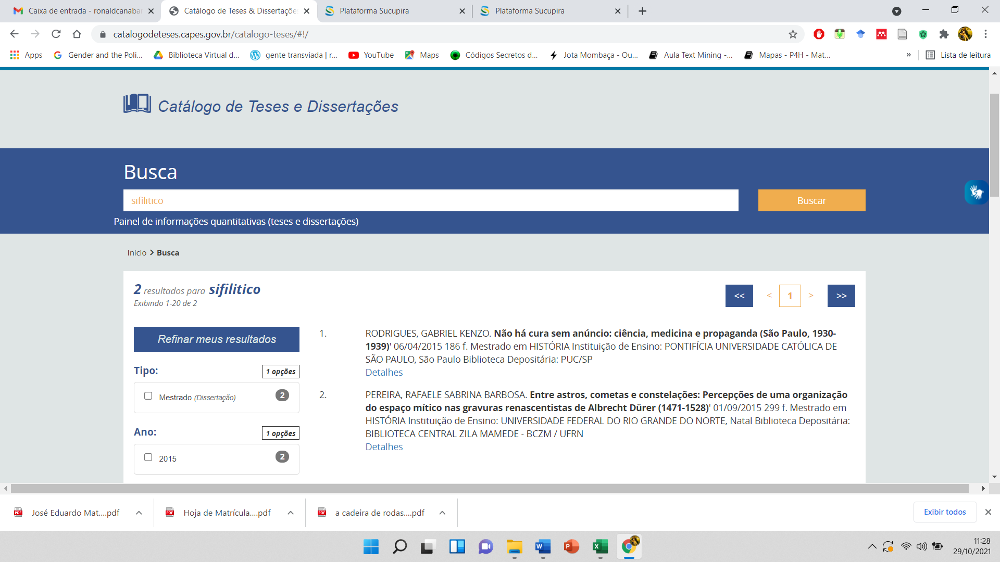 Caixa de entrada - ronaldcanabar
Catálogo de Teses & Dissertaçõe
Plataforma Sucupira
Plataforma Sucupira
catalogodeteses.capes.gov.br/catalogo-teses/#!/
Apps
Gender and the Poli...
Biblioteca Virtual d...
gente transviada | r...
YouTube
Maps
Códigos Secretos d...
Jota Mombaça - Ou...
Aula Text Mining -...
Mapas - P4H - Mat...
»
Lista de leitura
Catálogo de Teses e Dissertações
Busca
sifilitico
Buscar
Painel de informações quantitativas (teses e dissertações)
Inicio > Busca
2 resultados para sifilitico
Exibindo 1-20 de 2
<< < 1 > >>
Refinar meus resultados
Tipo: 1 opções
Mestrado (Dissertação) 2
Ano: 1 opções
2015 2
1. RODRIGUES, GABRIEL KENZO. Não há cura sem anúncio: ciência, medicina e propaganda (São Paulo, 1930-
1939)' 06/04/2015 186 f. Mestrado em HISTÓRIA Instituição de Ensino: PONTIFÍCIA UNIVERSIDADE CATÓLICA DE
SÃO PAULO, São Paulo Biblioteca Depositária: PUC/SP
Detalhes
2. PEREIRA, RAFAELE SABRINA BARBOSA. Entre astros, cometas e constelações: Percepções de uma organização
do espaço mítico nas gravuras renascentistas de Albrecht Dürer (1471-1528)' 01/09/2015 299 f. Mestrado em
HISTÓRIA Instituição de Ensino: UNIVERSIDADE FEDERAL DO RIO GRANDE DO NORTE, Natal Biblioteca Depositária:
BIBLIOTECA CENTRAL ZILA MAMEDE - BCZM / UFRN
Detalhes
José Eduardo Mat....pdf
Hoja de Matrícula....pdf
a cadeira de rodas....pdf
Exibir todos
11:28
29/10/2021